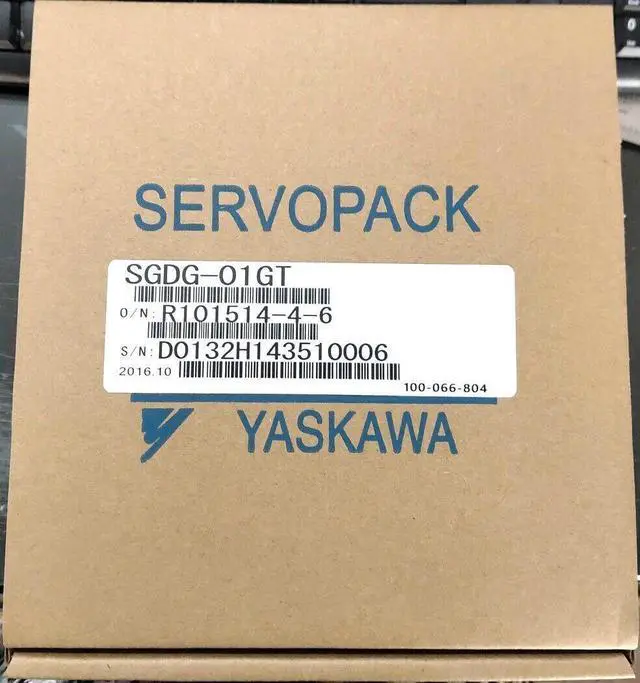 SERVOPACK
SGDG-01GT
O/N: R101514-4-6
S/N: D0132H143510006
2016.10
100-066-804
YASKAWA